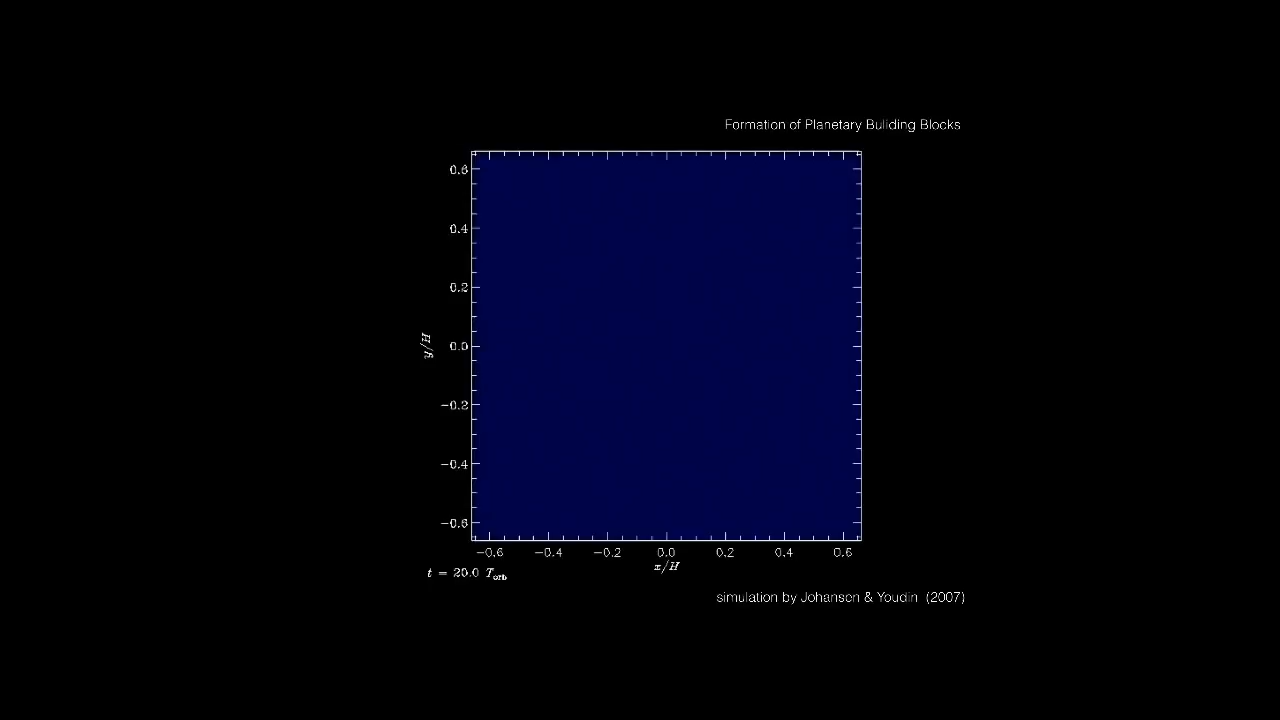 Formation of Planetary Buliding Blocks
0.6
0.4
0.2
0.0
−0.2
−0.4
−0.6
y/H
−0.6 −0.4 −0.2 0.0 0.2 0.4 0.6
x/H
t = 20.0 Torb
simulation by Johansen & Youdin (2007)